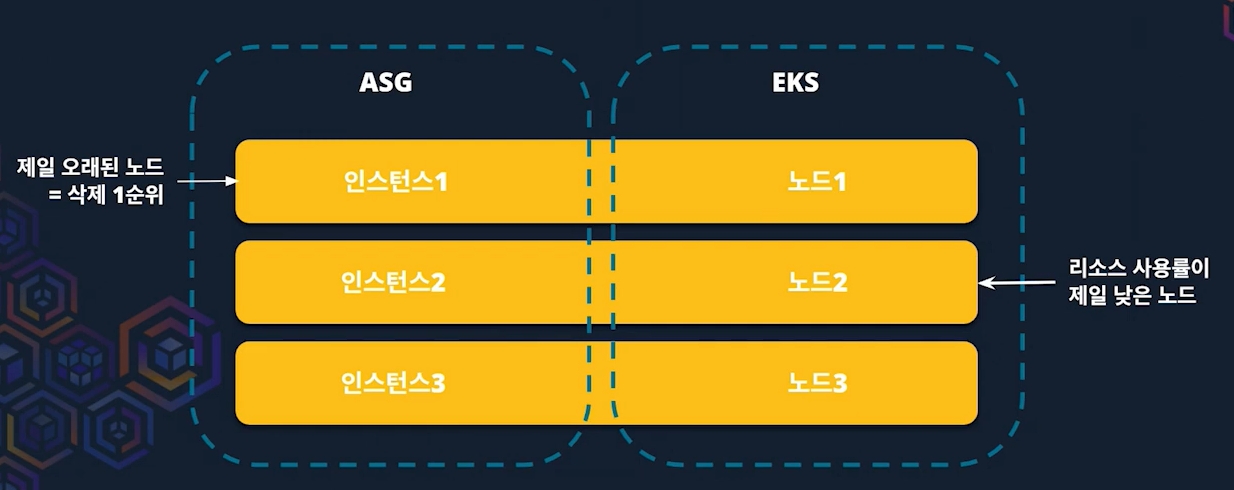 ASG
EKS
제일 오래된 노드
= 삭제 1순위
인스턴스1
노드1
인스턴스2
노드2
리소스 사용률이
제일 낮은 노드
인스턴스3
노드3